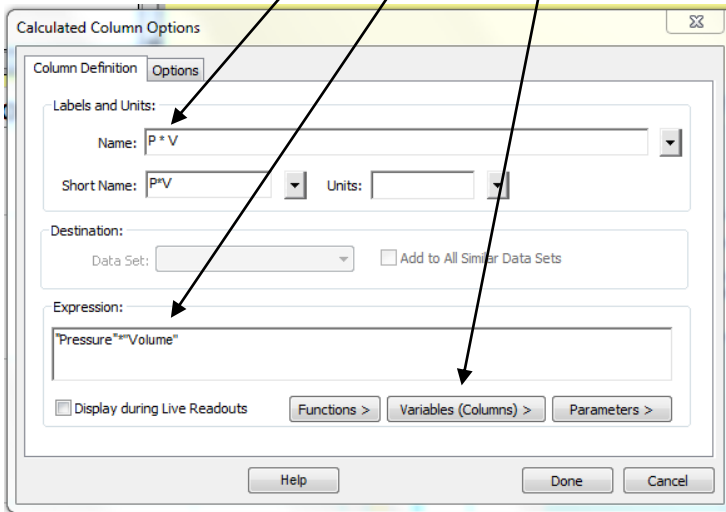 Calculated Column Options
Column Definition Options
Labels and Units:
Name: P * V
Short Name: P*V Units:
Destination:
Data Set: Add to All Similar Data Sets
Expression:
"Pressure"*"Volume"
Display during Live Readouts Functions > Variables (Columns) > Parameters >
Help Done Cancel